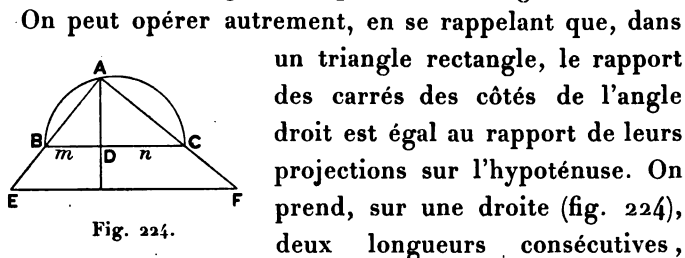 On peut opérer autrement, en se rappelant que, dans
un triangle rectangle, le rapport
des carrés des côtés de l'angle
droit est égal au rapport de leurs
projections sur l'hypoténuse. On
prend, sur une droite (fig. 224),
deux longueurs consécutives,
A
B m D n C
E F
Fig. 224.